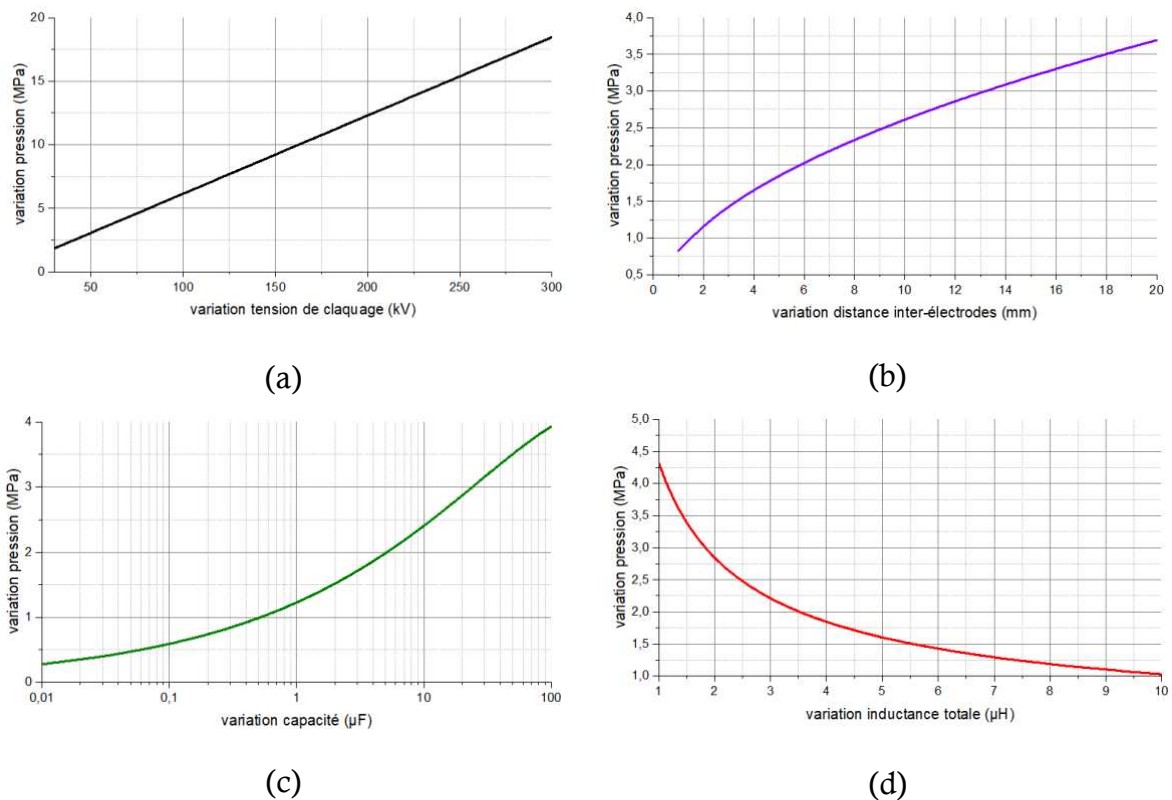 20
15
10
5
0
variation pression (MPa)
50 100 150 200 250 300
variation tension de claquage (kV)
(a)
4,0
3,5
3,0
2,5
2,0
1,5
1,0
0,5
variation pression (MPa)
0 2 4 6 8 10 12 14 16 18 20
variation distance inter-électrodes (mm)
(b)
4
3
2
1
0
variation pression (MPa)
0,01 0,1 1 10 100
variation capacité (µF)
(c)
5,0
4,5
4,0
3,5
3,0
2,5
2,0
1,5
1,0
variation pression (MPa)
1 2 3 4 5 6 7 8 9 10
variation inductance totale (µH)
(d)